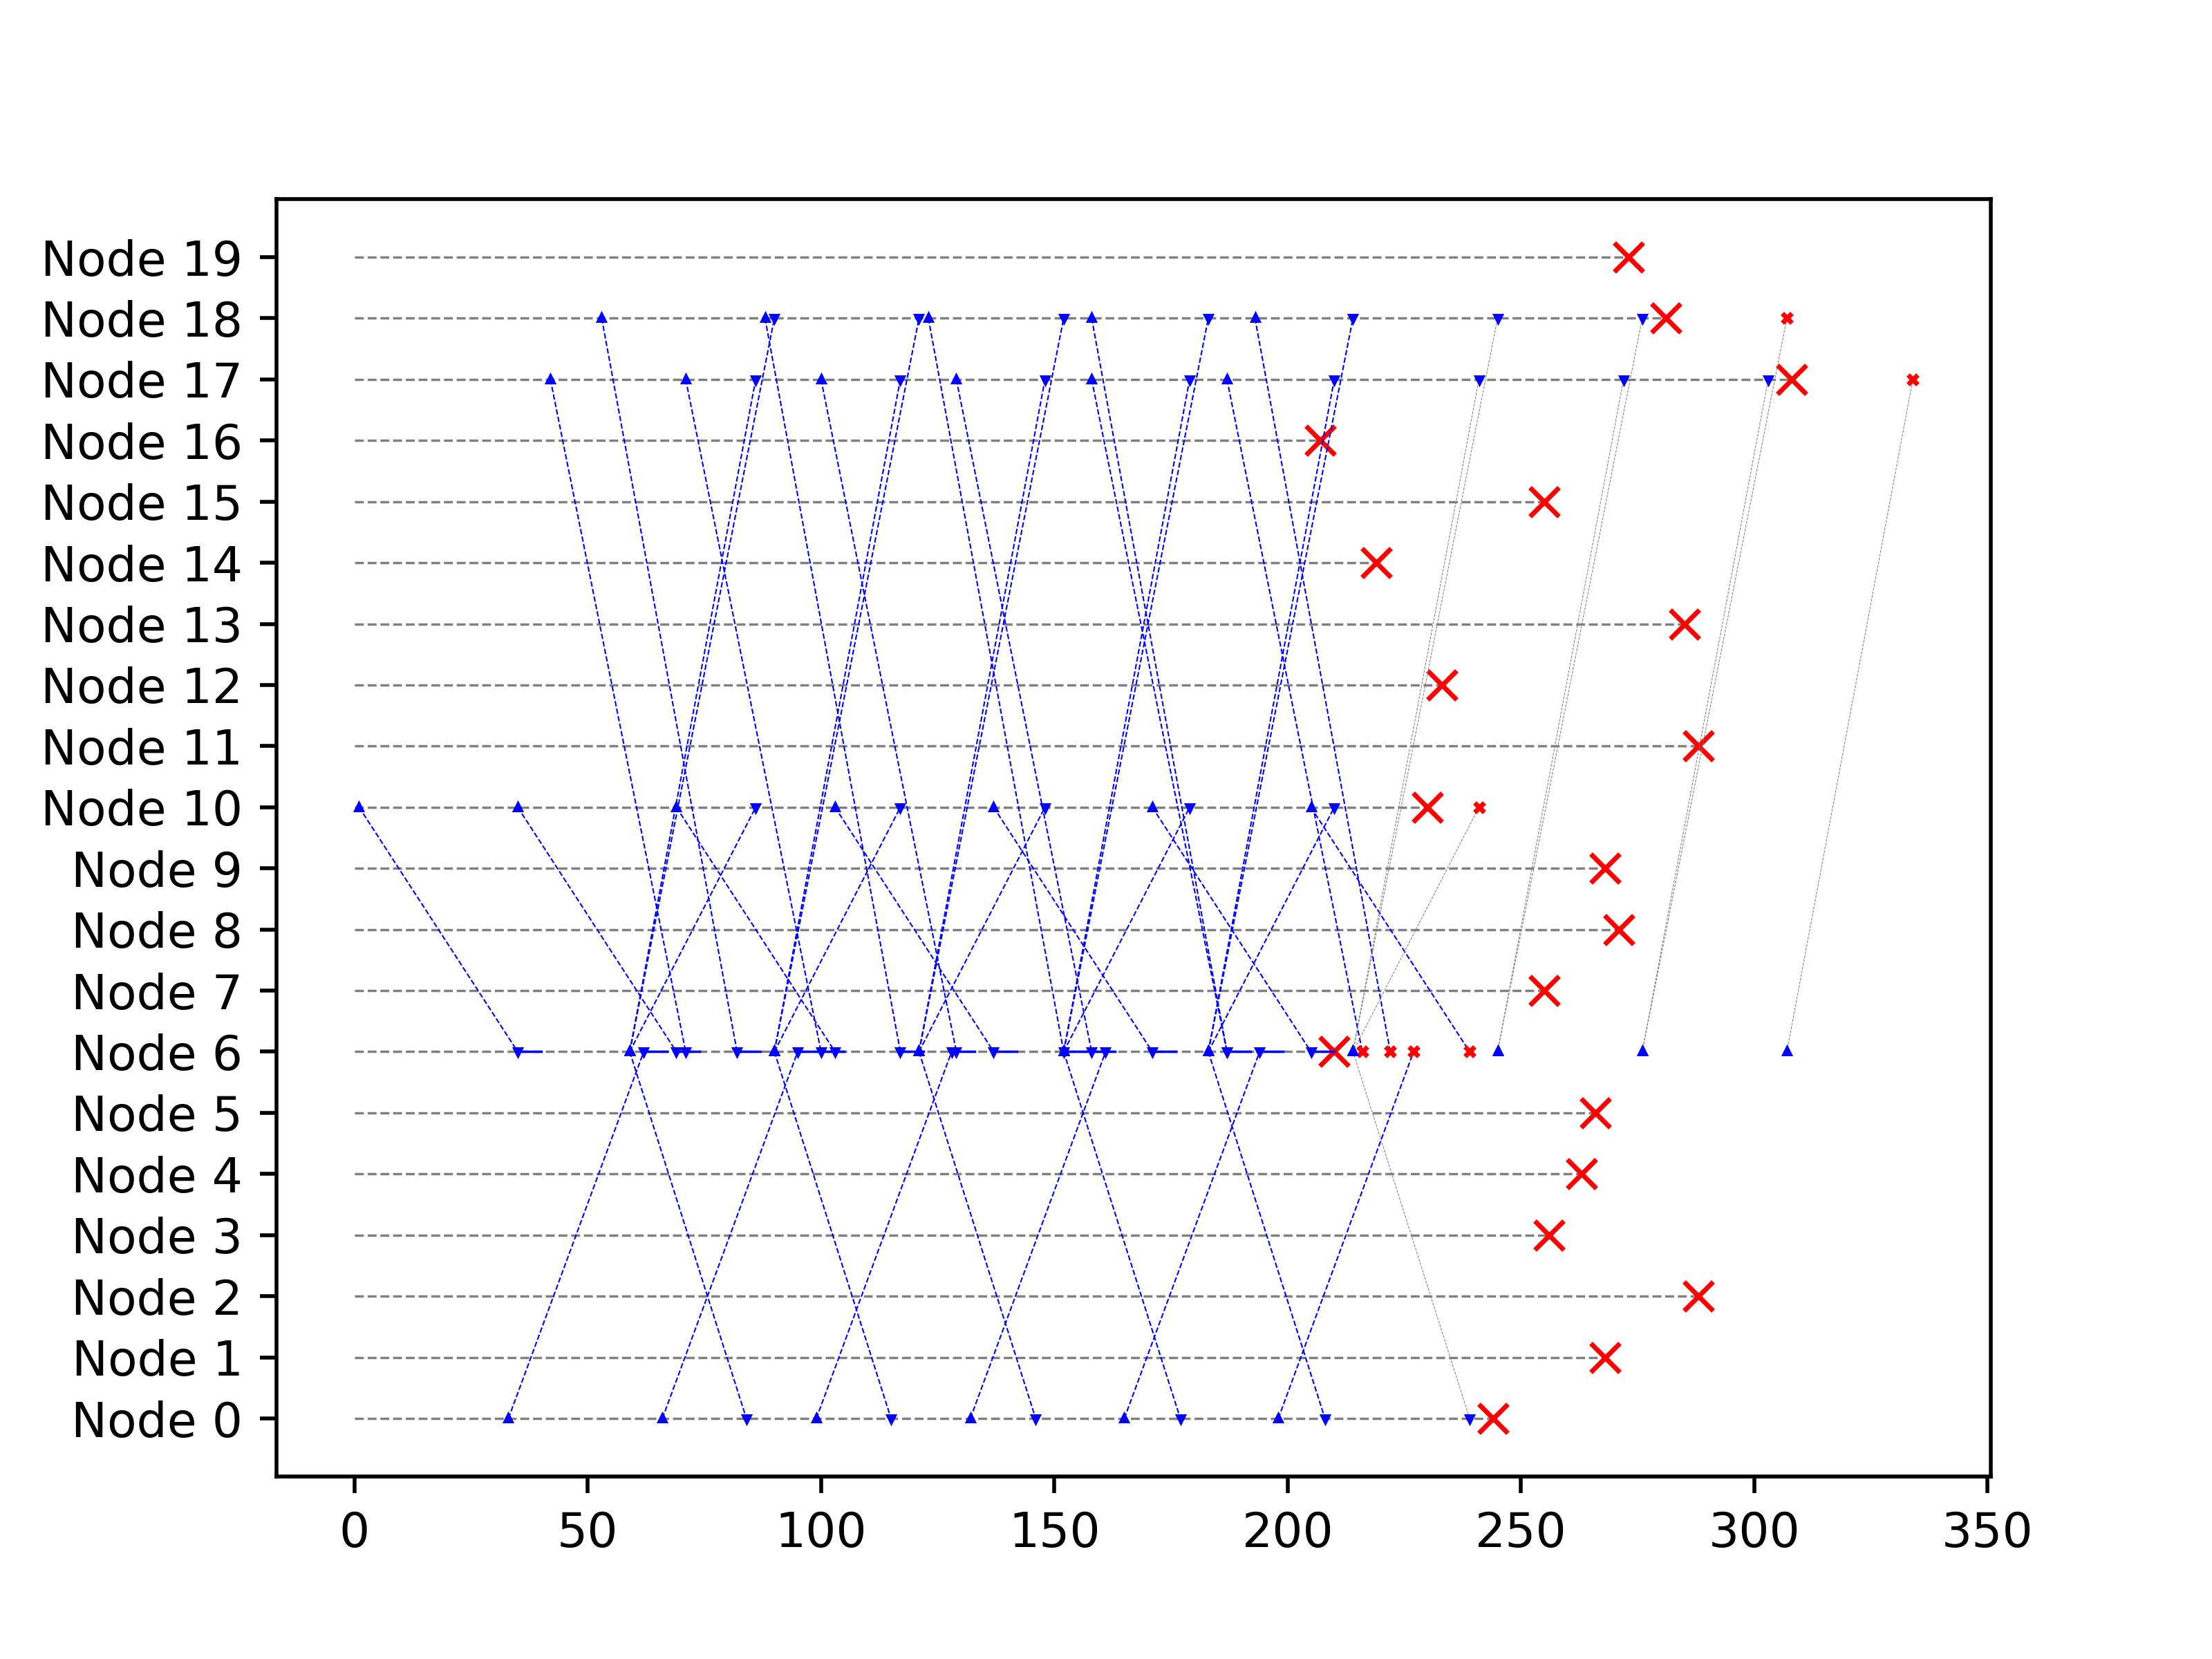 Node 19
Node 18
Node 17
Node 16
Node 15
Node 14
Node 13
Node 12
Node 11
Node 10
Node 9
Node 8
Node 7
Node 6
Node 5
Node 4
Node 3
Node 2
Node 1
Node 0
0 50 100 150 200 250 300 350